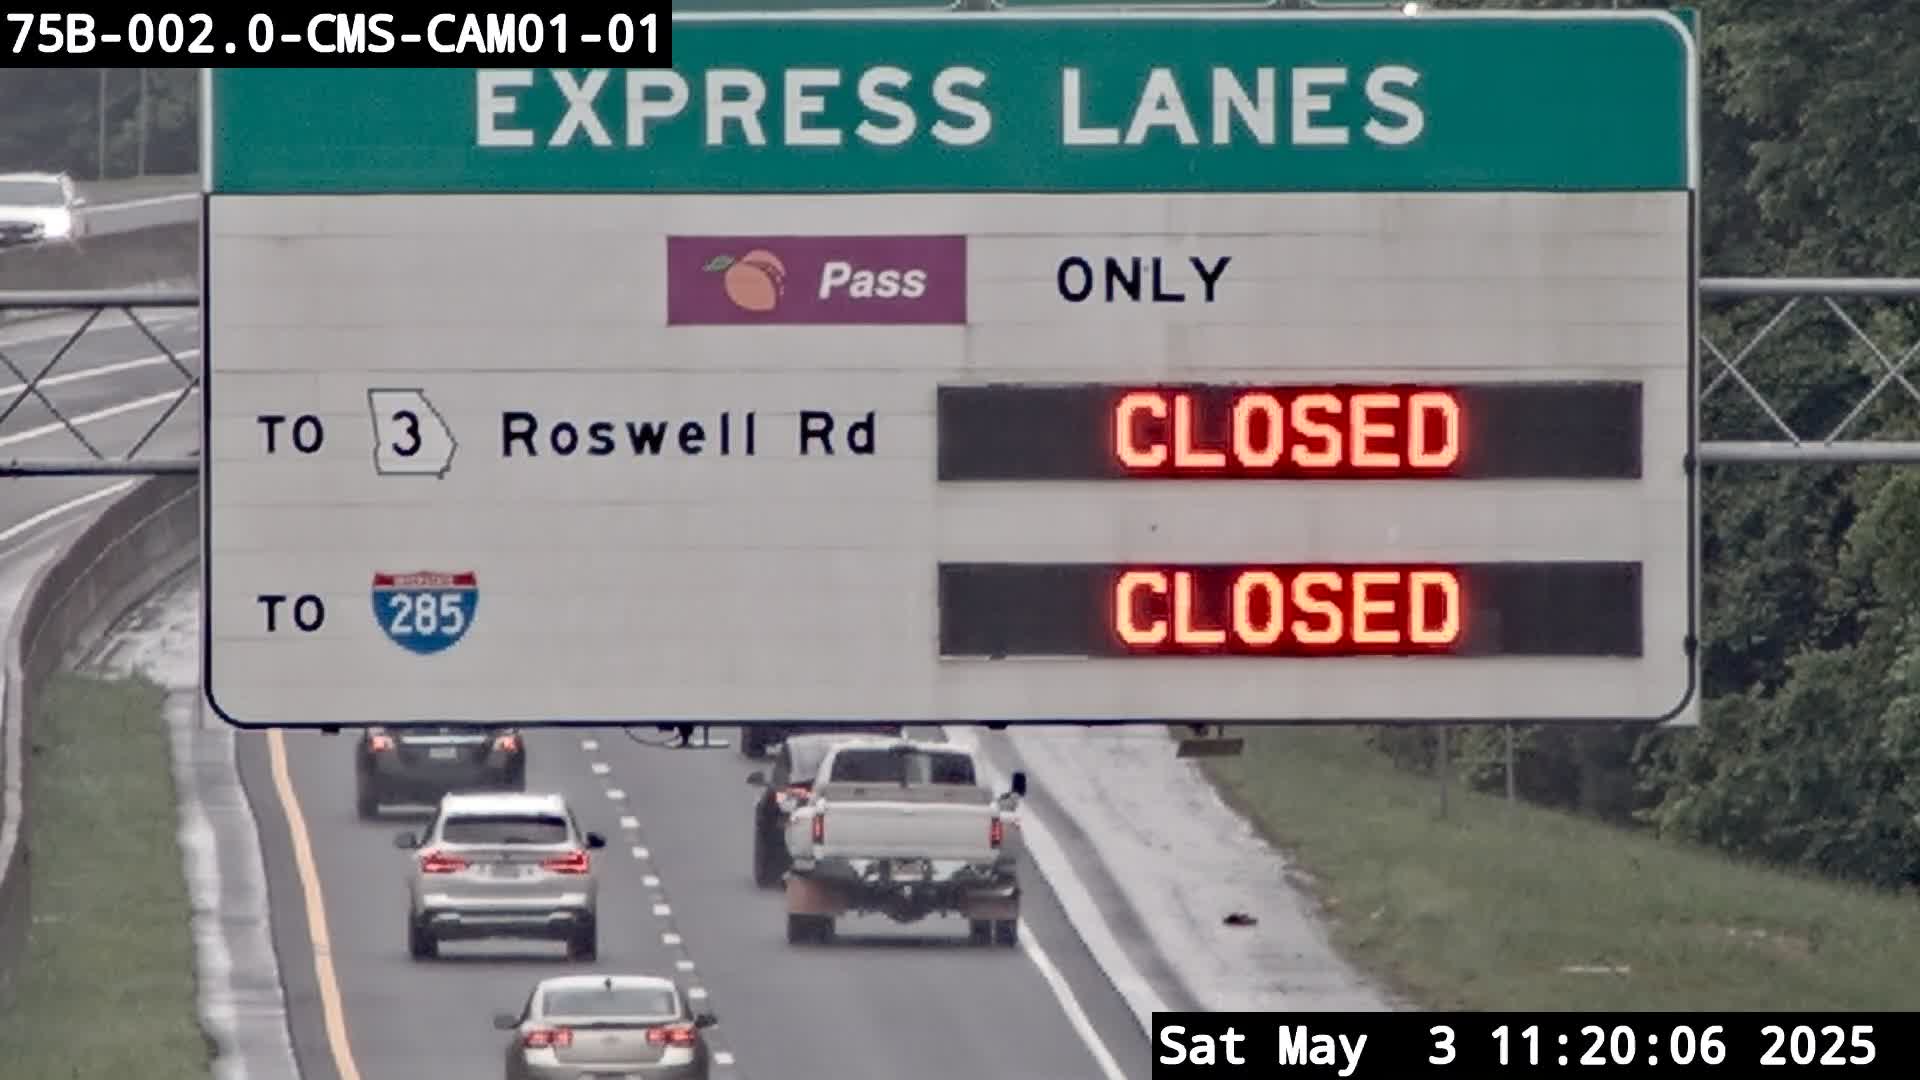 75B-002.0-CMS-CAM01-01
EXPRESS LANES
Pass ONLY
TO 3 Roswell Rd CLOSED
TO 285 CLOSED
Sat May 3 11:20:06 2025